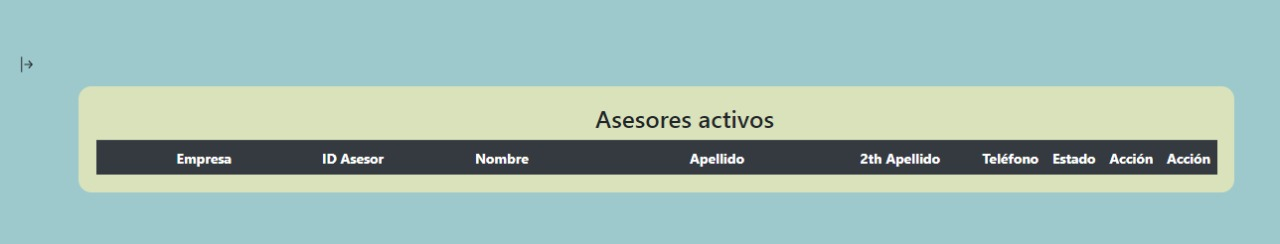 Asesores activos
Empresa ID Asesor Nombre Apellido 2th Apellido Teléfono Estado Acción Acción